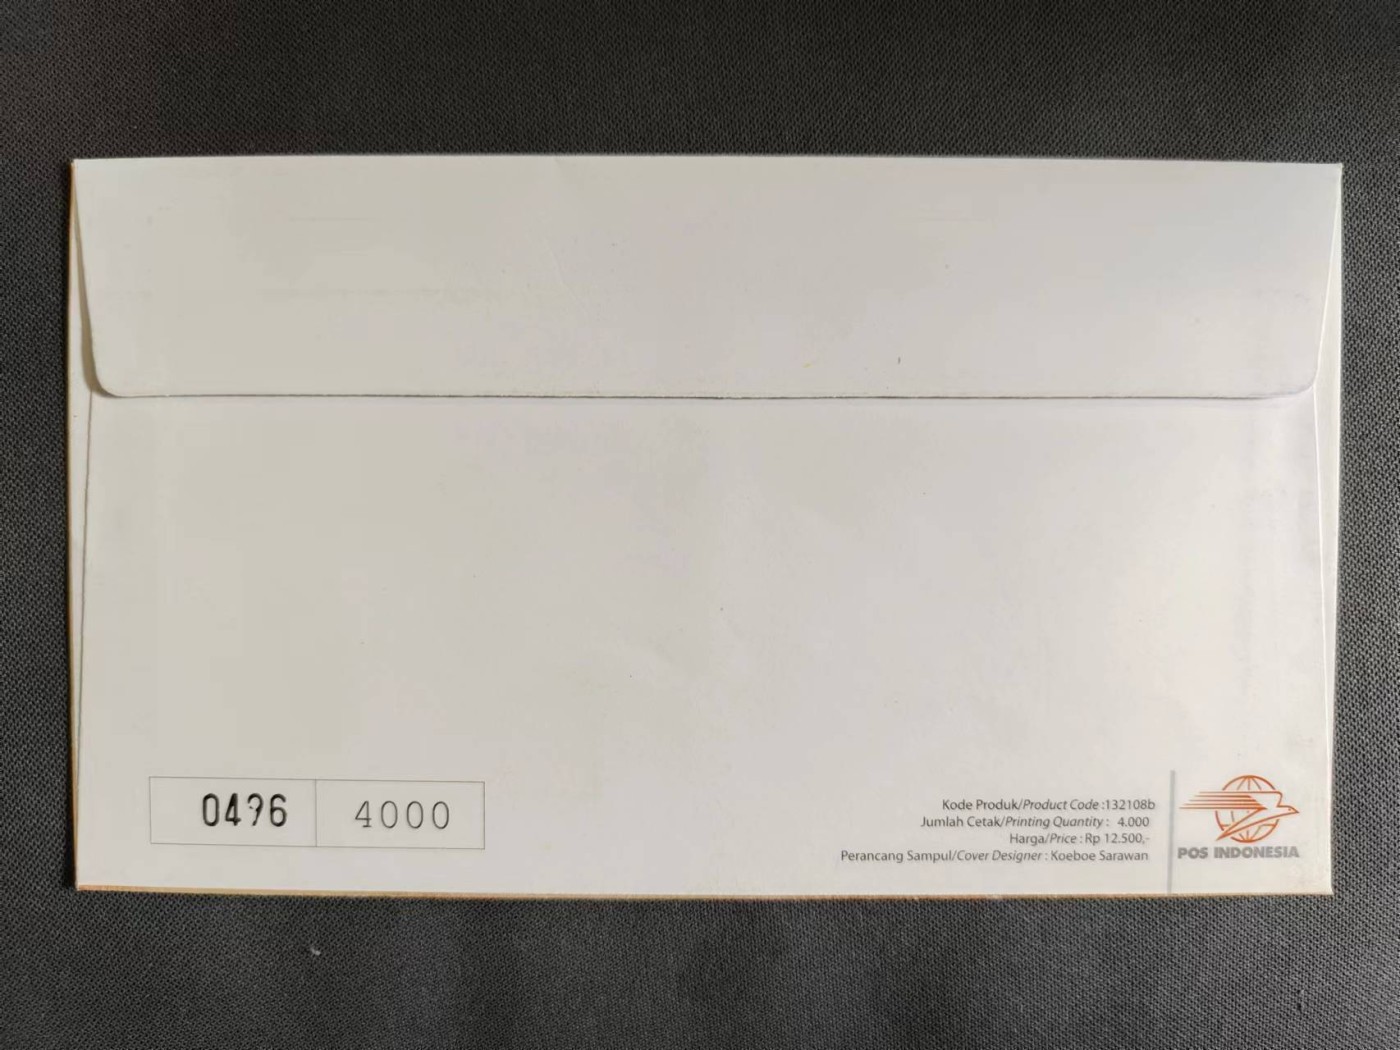 0496 4000
Kode Produk/Product Code :132108b
Jumlah Cetak/Printing Quantity : 4.000
Harga/Price : Rp 12.500,-
Perancang Sampul/Cover Designer : Koeboe Sarawan
POS INDONESIA